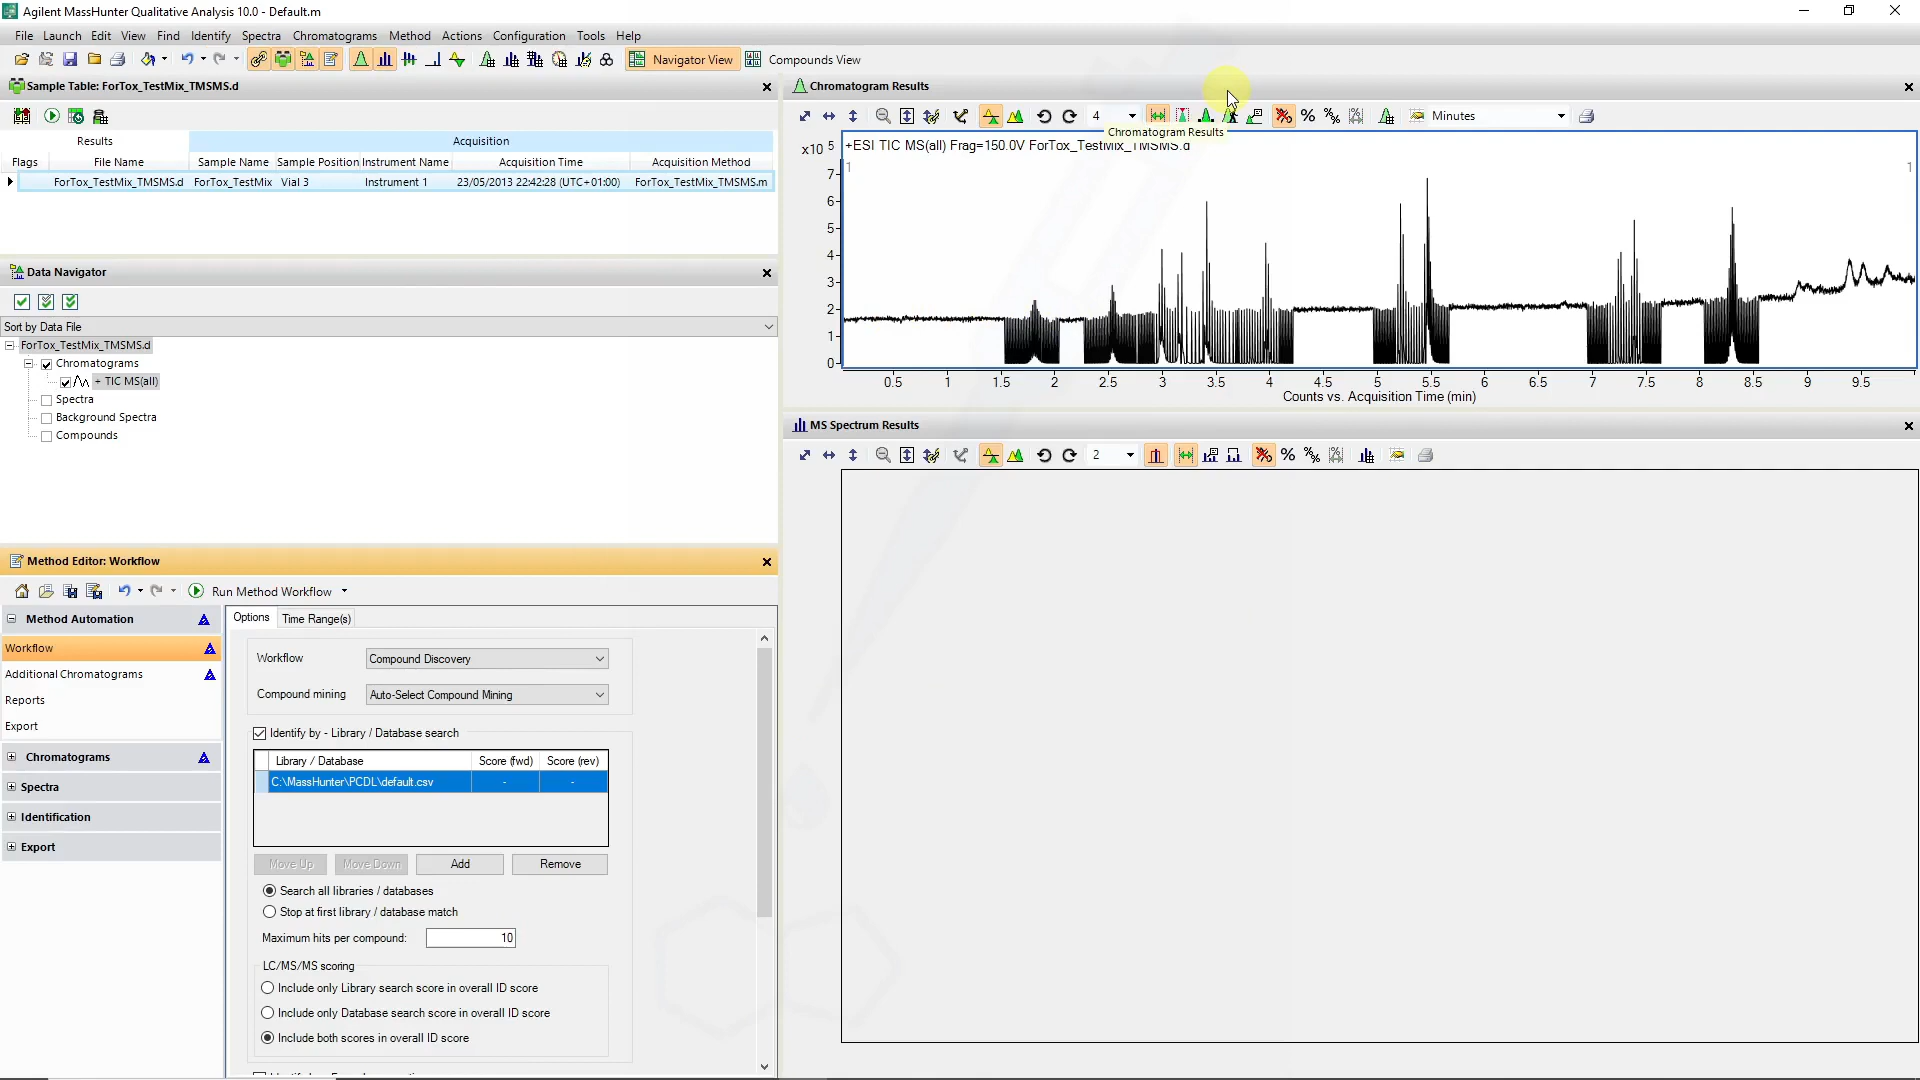 Agilent MassHunter Qualitative Analysis 10.0 - Default.m
File Launch Edit View Find Identify Spectra Chromatograms Method Actions Configuration Tools Help
Navigator View Compounds View
Sample Table: ForTox_TestMix_TMSMS.d
Results Acquisition
Flags File Name Sample Name Sample Position Instrument Name Acquisition Time Acquisition Method
ForTox_TestMix_TMSMS.d ForTox_TestMix Vial 3 Instrument 1 23/05/2013 22:42:28 (UTC+01:00) ForTox_TestMix_TMSMS.m
Data Navigator
Sort by Data File
ForTox_TestMix_TMSMS.d
Chromatograms
+ TIC MS(all)
Spectra
Background Spectra
Compounds
Method Editor: Workflow
Run Method Workflow
Method Automation
Workflow
Additional Chromatograms
Reports
Export
Chromatograms
Spectra
Identification
Export
Options Time Range(s)
Workflow Compound Discovery
Compound mining Auto-Select Compound Mining
Identify by - Library / Database search
Library / Database Score (fwd) Score (rev)
C:\MassHunter\PCDL\default.csv - -
Move Up Move Down Add Remove
Search all libraries / databases
Stop at first library / database match
Maximum hits per compound: 10
LC/MS/MS scoring
Include only Library search score in overall ID score
Include only Database search score in overall ID score
Include both scores in overall ID score
Chromatogram Results
4 Minutes
Chromatogram Results
x10 5 +ESI TIC MS(all) Frag=150.0V ForTox_TestMix_TMSMS.d
1 1
7
6
5
4
3
2
1
0
0.5 1 1.5 2 2.5 3 3.5 4 4.5 5 5.5 6 6.5 7 7.5 8 8.5 9 9.5
Counts vs. Acquisition Time (min)
MS Spectrum Results
2